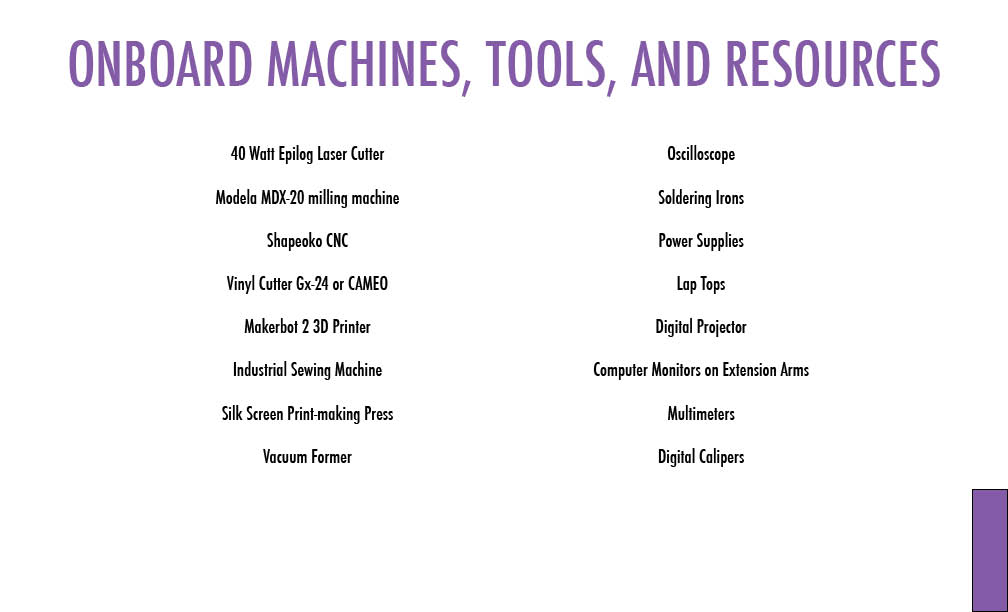 ONBOARD MACHINES, TOOLS, AND RESOURCES
40 Watt Epilog Laser Cutter
Modela MDX-20 milling machine
Shapeoko CNC
Vinyl Cutter Gx-24 or CAMEO
Makerbot 2 3D Printer
Industrial Sewing Machine
Silk Screen Print-making Press
Vacuum Former
Oscilloscope
Soldering Irons
Power Supplies
Lap Tops
Digital Projector
Computer Monitors on Extension Arms
Multimeters
Digital Calipers